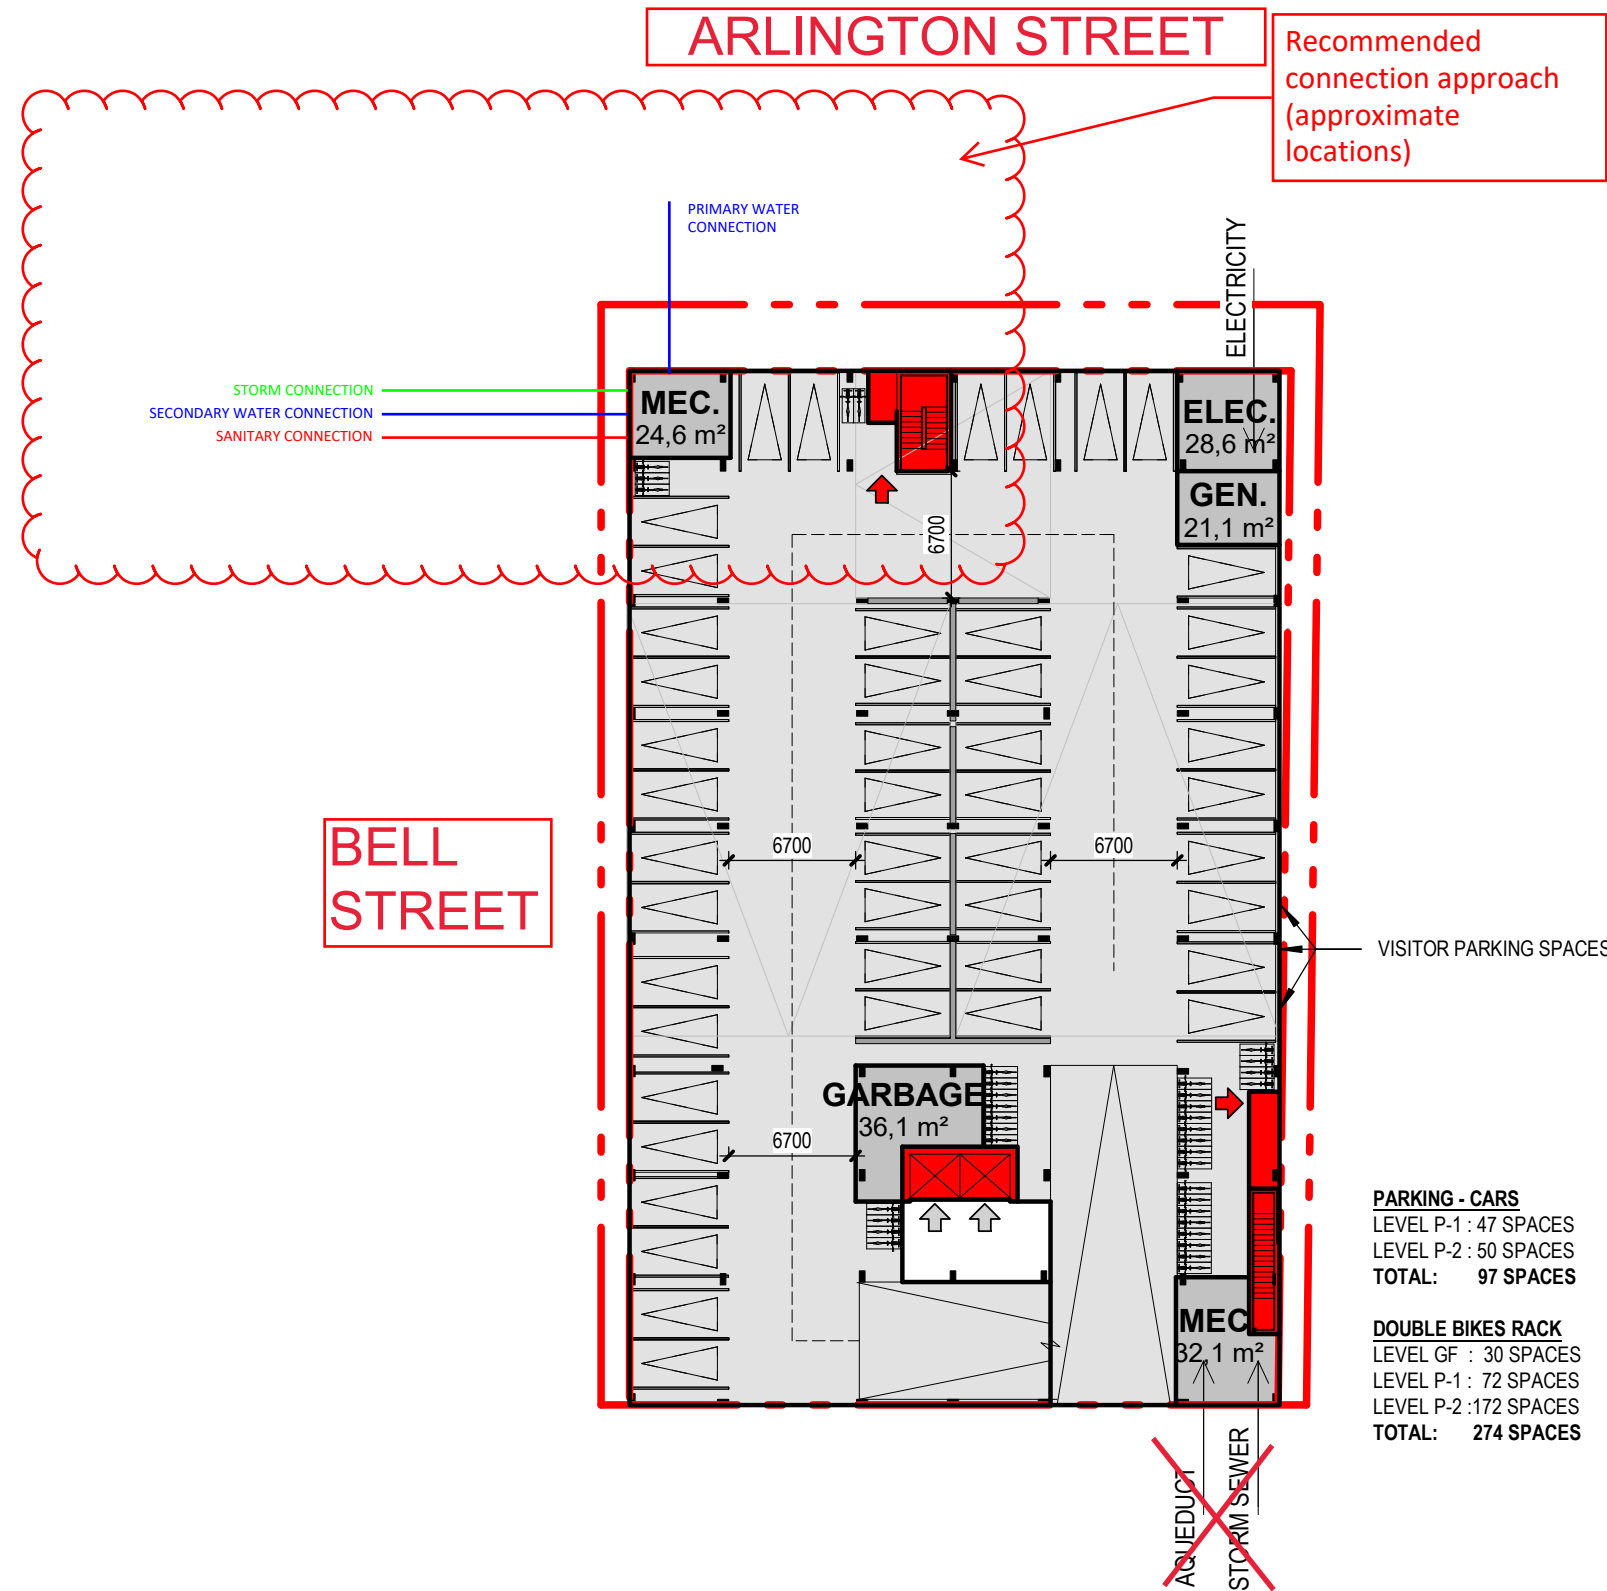 ARLINGTON STREET
Recommended
connection approach
(approximate
locations)
PRIMARY WATER
CONNECTION
ELECTRICITY
STORM CONNECTION
SECONDARY WATER CONNECTION
SANITARY CONNECTION
MEC.
24,6 m²
ELEC.
28,6 m²
GEN.
21,1 m²
6700
BELL
STREET
6700
6700
VISITOR PARKING SPACES
GARBAGE
36,1 m²
6700
PARKING - CARS
LEVEL P-1 : 47 SPACES
LEVEL P-2 : 50 SPACES
TOTAL: 97 SPACES
DOUBLE BIKES RACK
LEVEL GF : 30 SPACES
LEVEL P-1 : 72 SPACES
LEVEL P-2 :172 SPACES
TOTAL: 274 SPACES
MEC
32,1 m²
AQUEDUCT
STORM SEWER